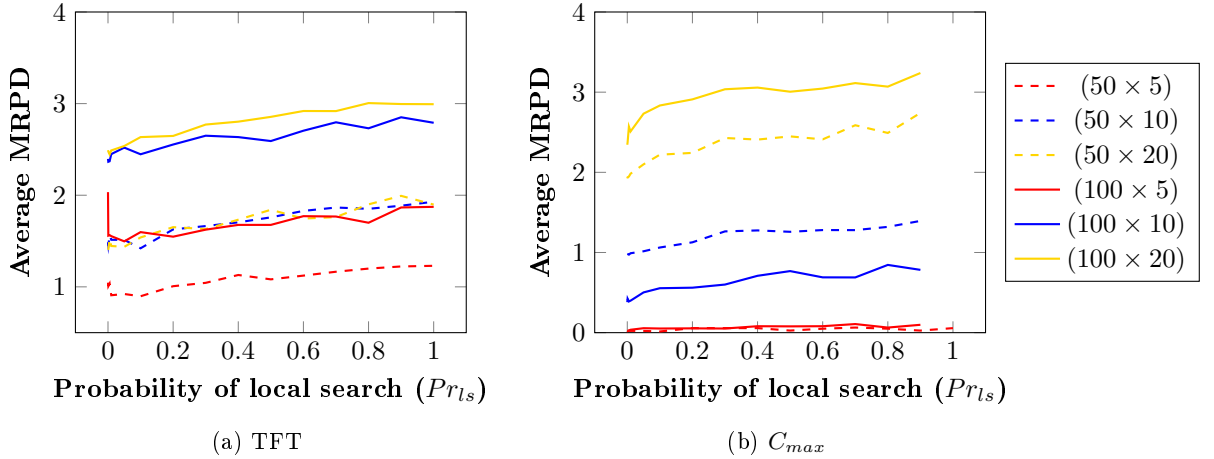 Average MRPD
4
3
2
1
0 0.2 0.4 0.6 0.8 1
Probability of local search (Pr_ls)
(a) TFT
Average MRPD
4
3
2
1
0
0 0.2 0.4 0.6 0.8 1
Probability of local search (Pr_ls)
(b) C_max
(50 × 5)
(50 × 10)
(50 × 20)
(100 × 5)
(100 × 10)
(100 × 20)